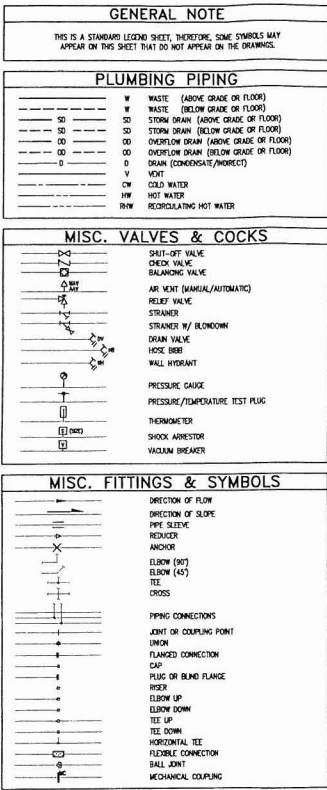 GENERAL NOTE
THIS IS A STANDARD LEGEND SHEET, THEREFORE, SOME SYMBOLS MAY
APPEAR ON THIS SHEET THAT DO NOT APPEAR ON THE DRAWINGS.
PLUMBING PIPING
W WASTE (ABOVE GRADE OR FLOOR)
W WASTE (BELOW GRADE OR FLOOR)
SD SD STORM DRAIN (ABOVE GRADE OR FLOOR)
SD SD STORM DRAIN (BELOW GRADE OR FLOOR)
OD OD OVERFLOW DRAIN (ABOVE GRADE OR FLOOR)
OD OD OVERFLOW DRAIN (BELOW GRADE OR FLOOR)
D D DRAIN (CONDENSATE/INDIRECT)
V VENT
CW COLD WATER
HW HOT WATER
RHW RECIRCULATING HOT WATER
MISC. VALVES & COCKS
SHUT-OFF VALVE
CHECK VALVE
BALANCING VALVE
MAV
AAV AIR VENT (MANUAL/AUTOMATIC)
RELIEF VALVE
STRAINER
STRAINER W/ BLOWDOWN
DV DRAIN VALVE
HB HOSE BIBB
WH WALL HYDRANT
PRESSURE GAUGE
PRESSURE/TEMPERATURE TEST PLUG
THERMOMETER
(SIZE) SHOCK ARRESTOR
V VACUUM BREAKER
MISC. FITTINGS & SYMBOLS
DIRECTION OF FLOW
DIRECTION OF SLOPE
PIPE SLEEVE
REDUCER
ANCHOR
ELBOW (90°)
ELBOW (45°)
TEE
CROSS
PIPING CONNECTIONS
JOINT OR COUPLING POINT
UNION
FLANGED CONNECTION
CAP
PLUG OR BLIND FLANGE
RISER
ELBOW UP
ELBOW DOWN
TEE UP
TEE DOWN
HORIZONTAL TEE
FLEXIBLE CONNECTION
BALL JOINT
MC MECHANICAL COUPLING